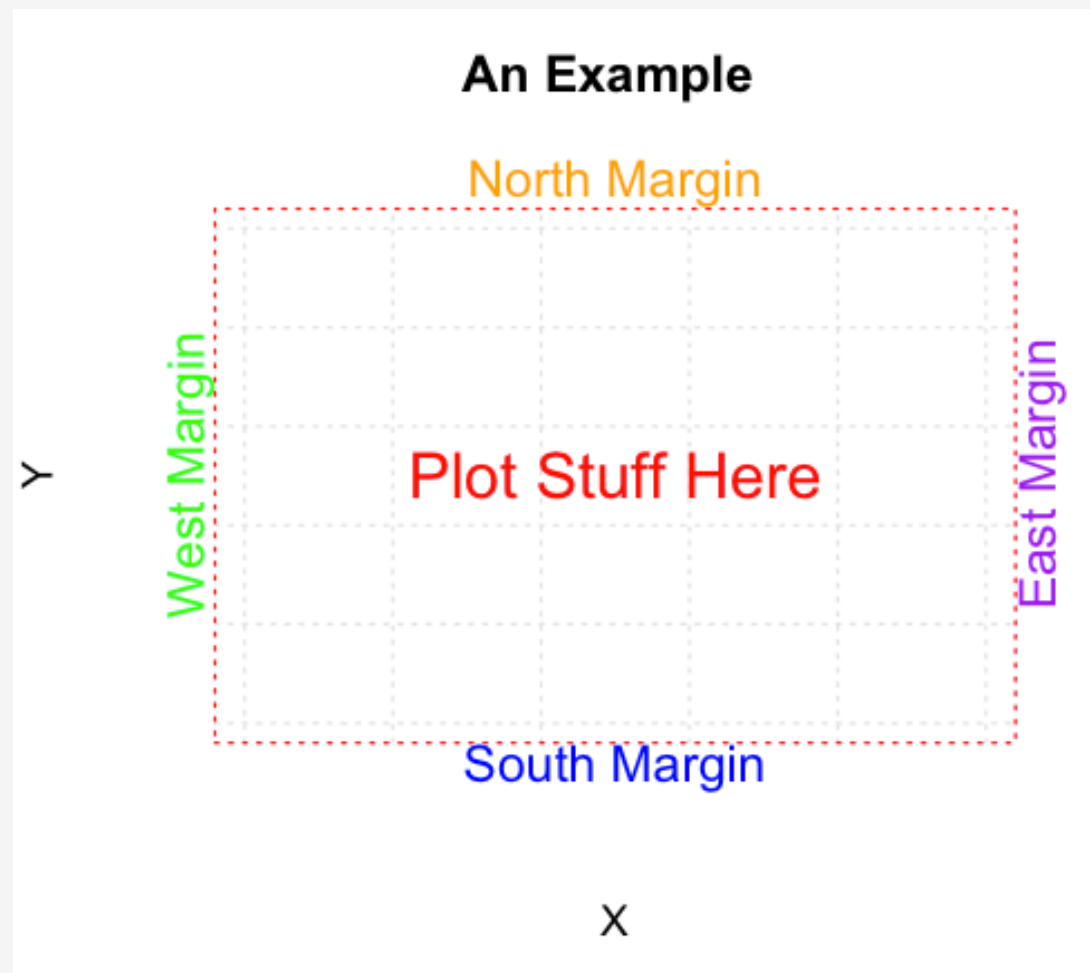 An Example
North Margin
West Margin
Y
Plot Stuff Here
East Margin
South Margin
X